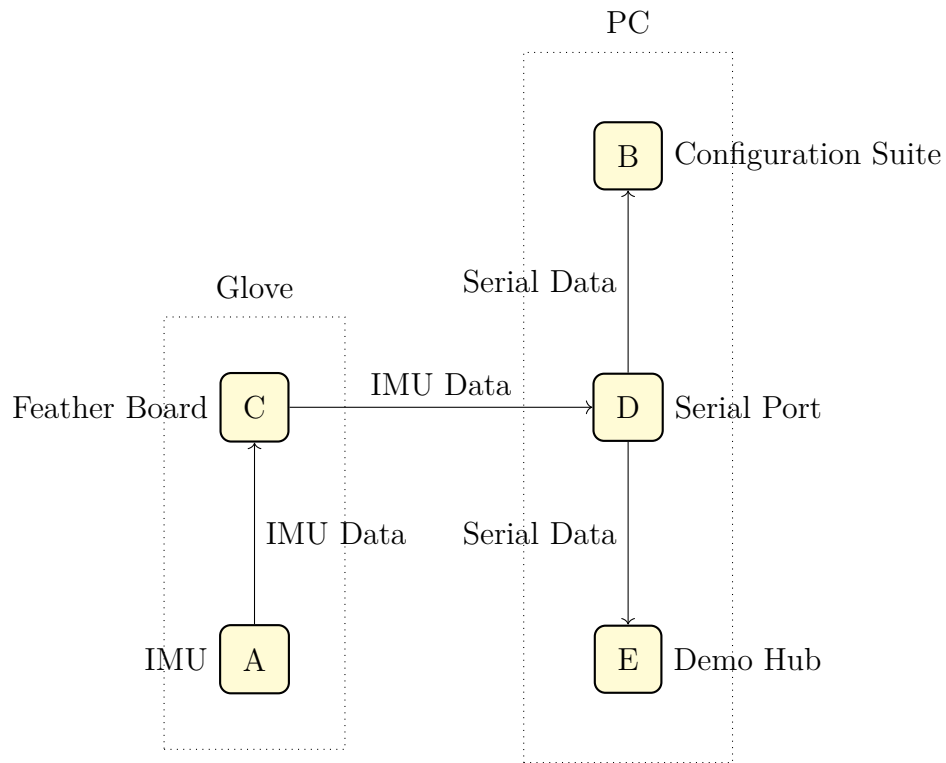 PC
B Configuration Suite
Serial Data
Glove
IMU Data
Feather Board C
D Serial Port
IMU Data
Serial Data
IMU A
E Demo Hub